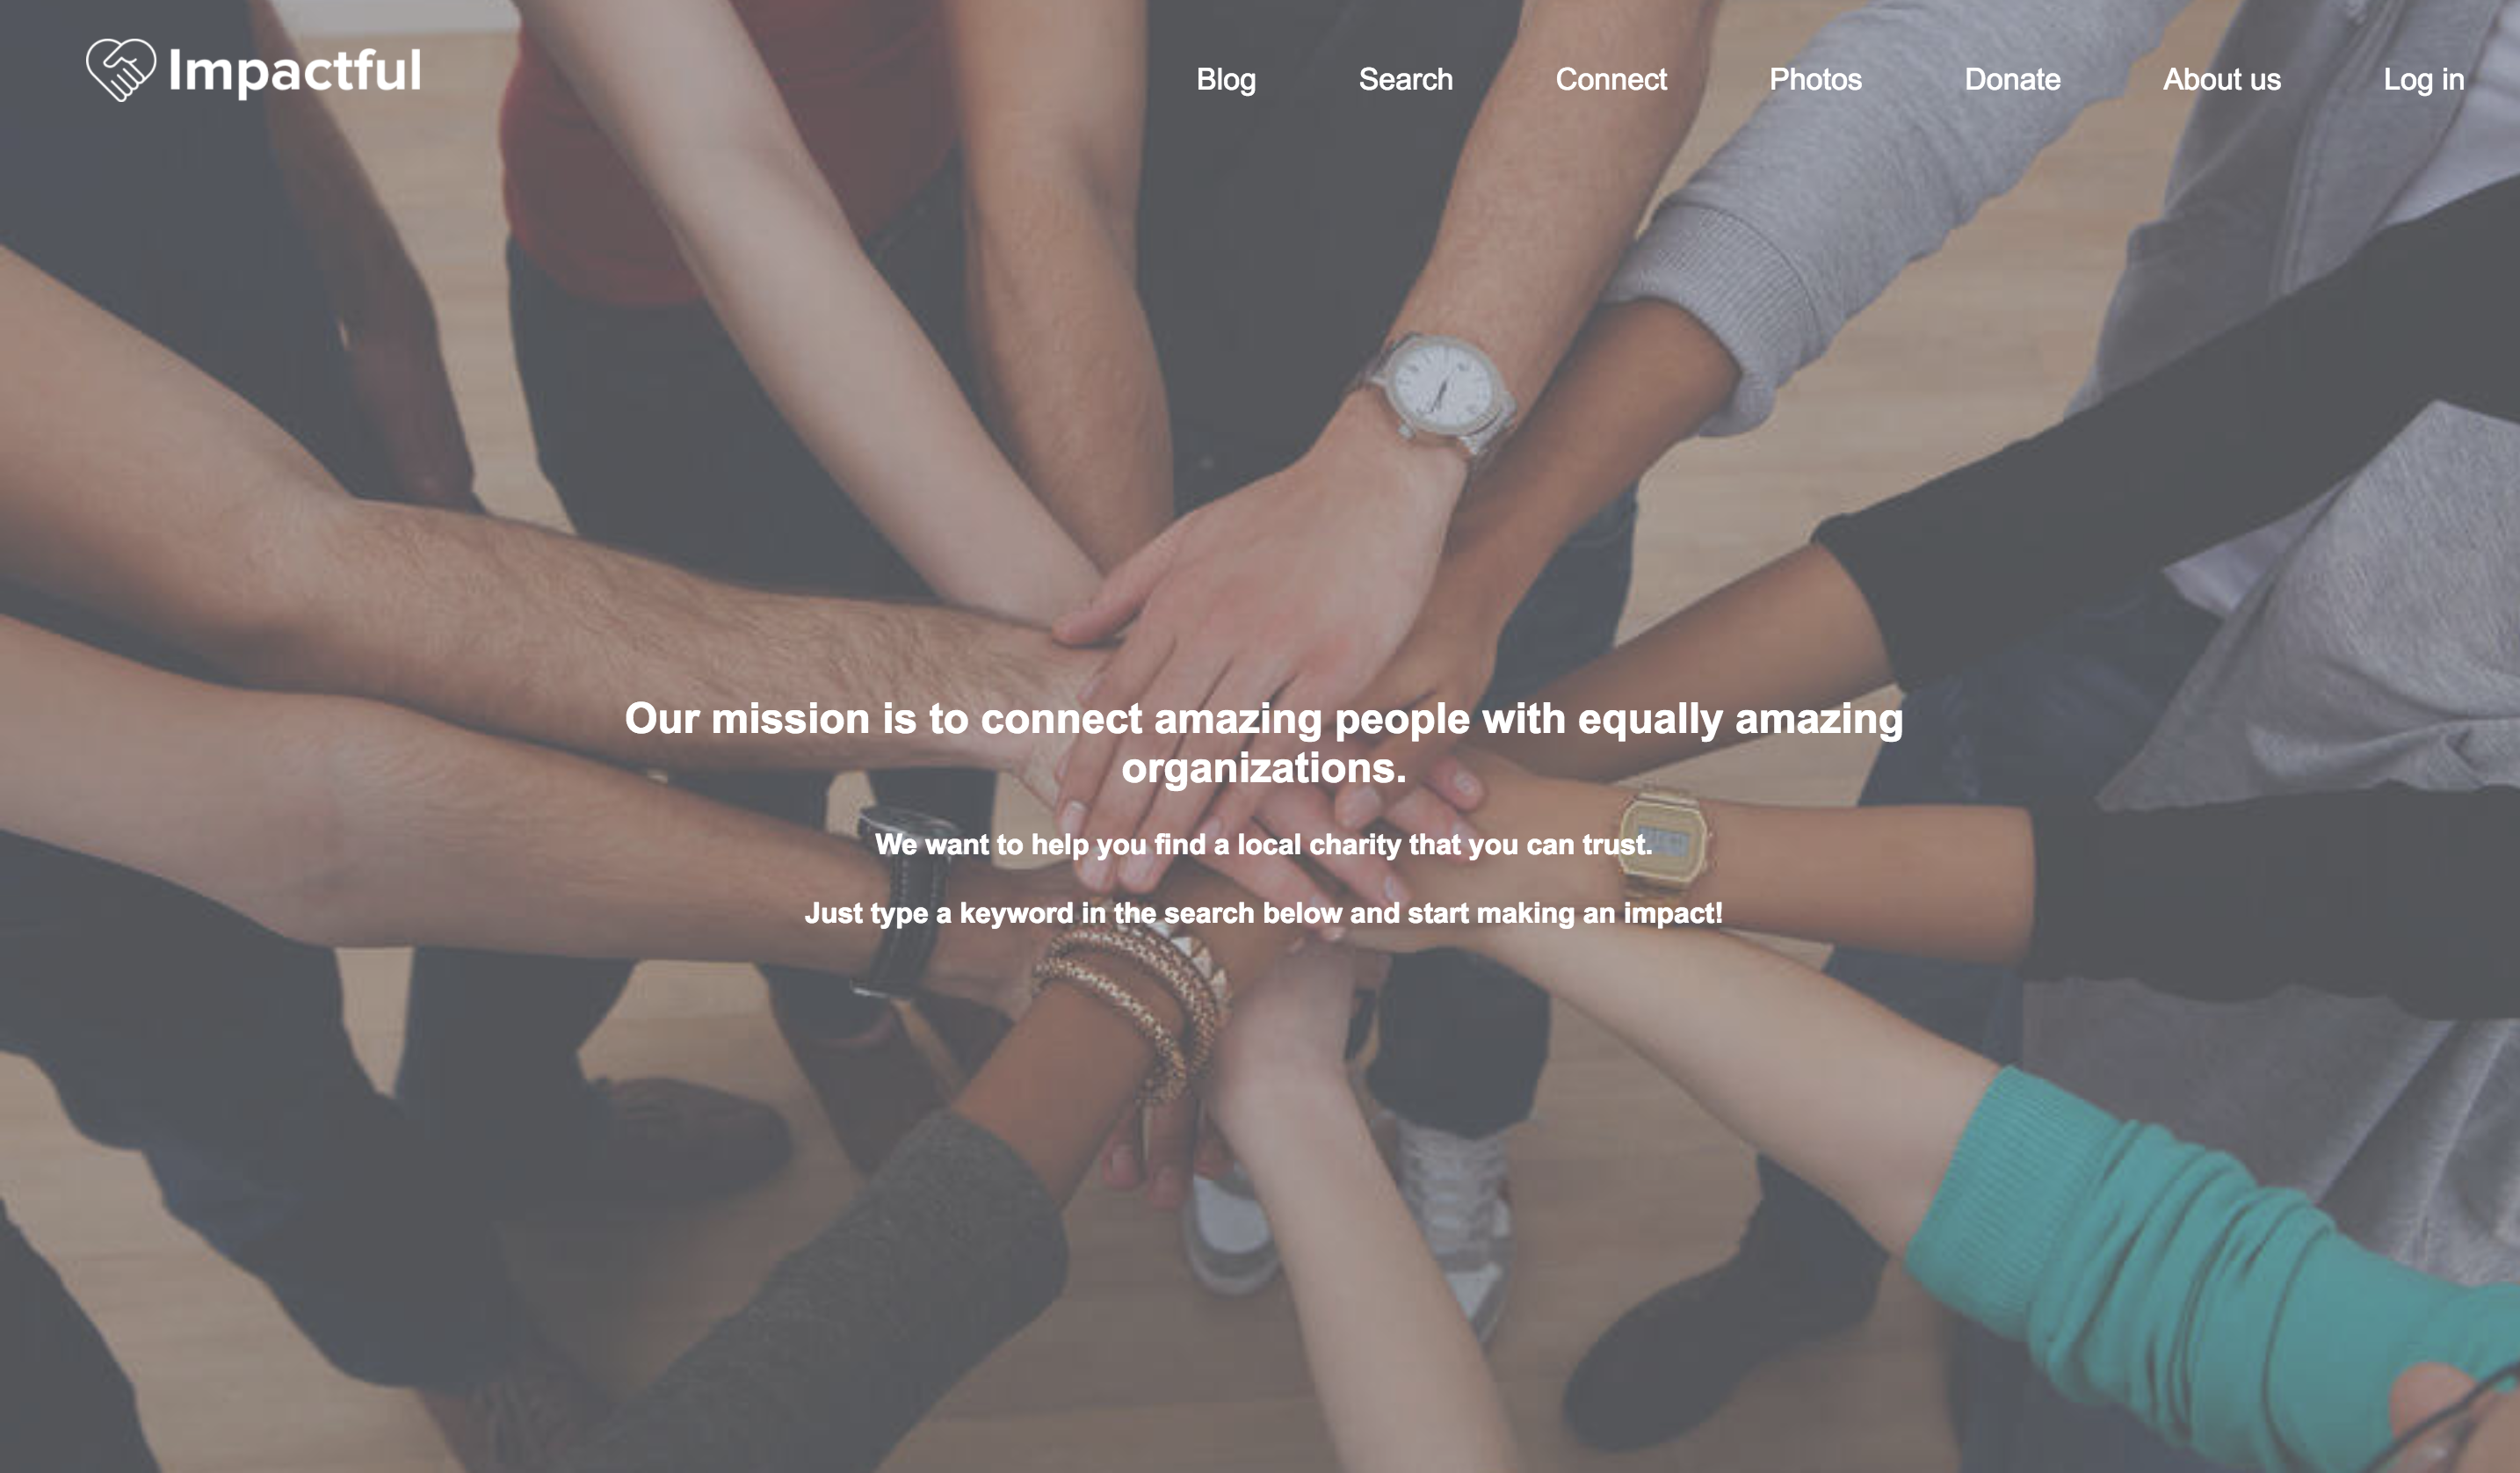 Impactful
Blog Search Connect Photos Donate About us Log in
Our mission is to connect amazing people with equally amazing
organizations.
We want to help you find a local charity that you can trust.
Just type a keyword in the search below and start making an impact!